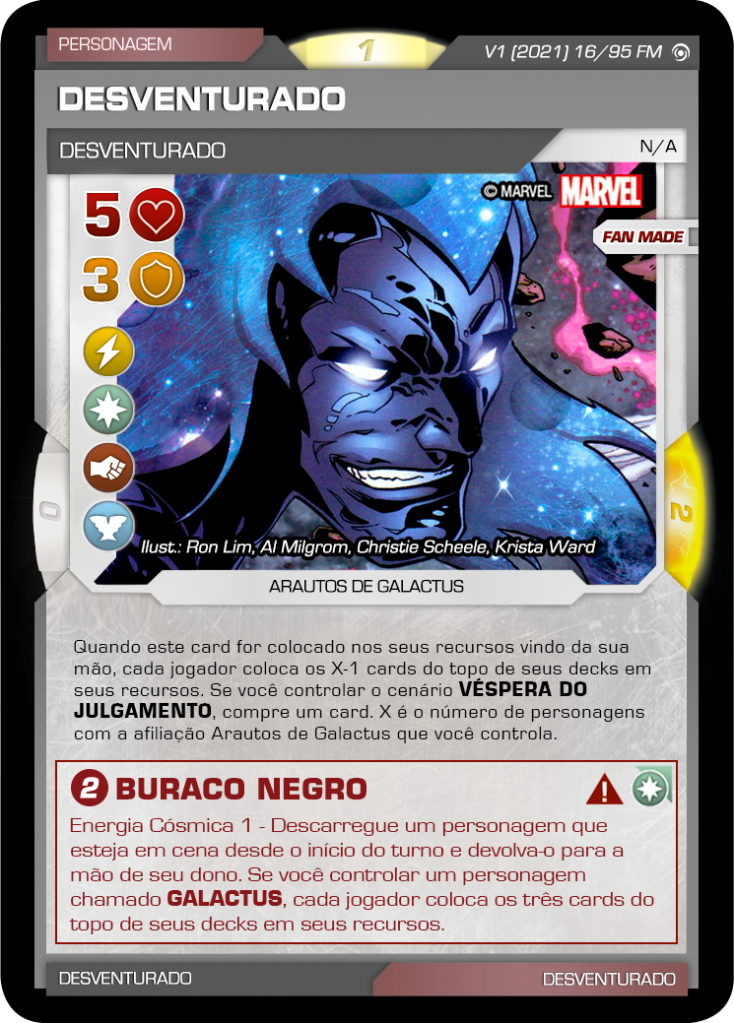 PERSONAGEM
1
V1 (2021) 16/95 FM
DESVENTURADO
DESVENTURADO
N/A
© MARVEL MARVEL
5
FAN MADE
3
0
2
Ilust.: Ron Lim, Al Milgrom, Christie Scheele, Krista Ward
ARAUTOS DE GALACTUS
Quando este card for colocado nos seus recursos vindo da sua
mão, cada jogador coloca os X-1 cards do topo de seus decks em
seus recursos. Se você controlar o cenário VÉSPERA DO
JULGAMENTO, compre um card. X é o número de personagens
com a afiliação Arautos de Galactus que você controla.
2 BURACO NEGRO
Energia Cósmica 1 - Descarregue um personagem que
esteja em cena desde o início do turno e devolva-o para a
mão de seu dono. Se você controlar um personagem
chamado GALACTUS, cada jogador coloca os três cards do
topo de seus decks em seus recursos.
DESVENTURADO
DESVENTURADO